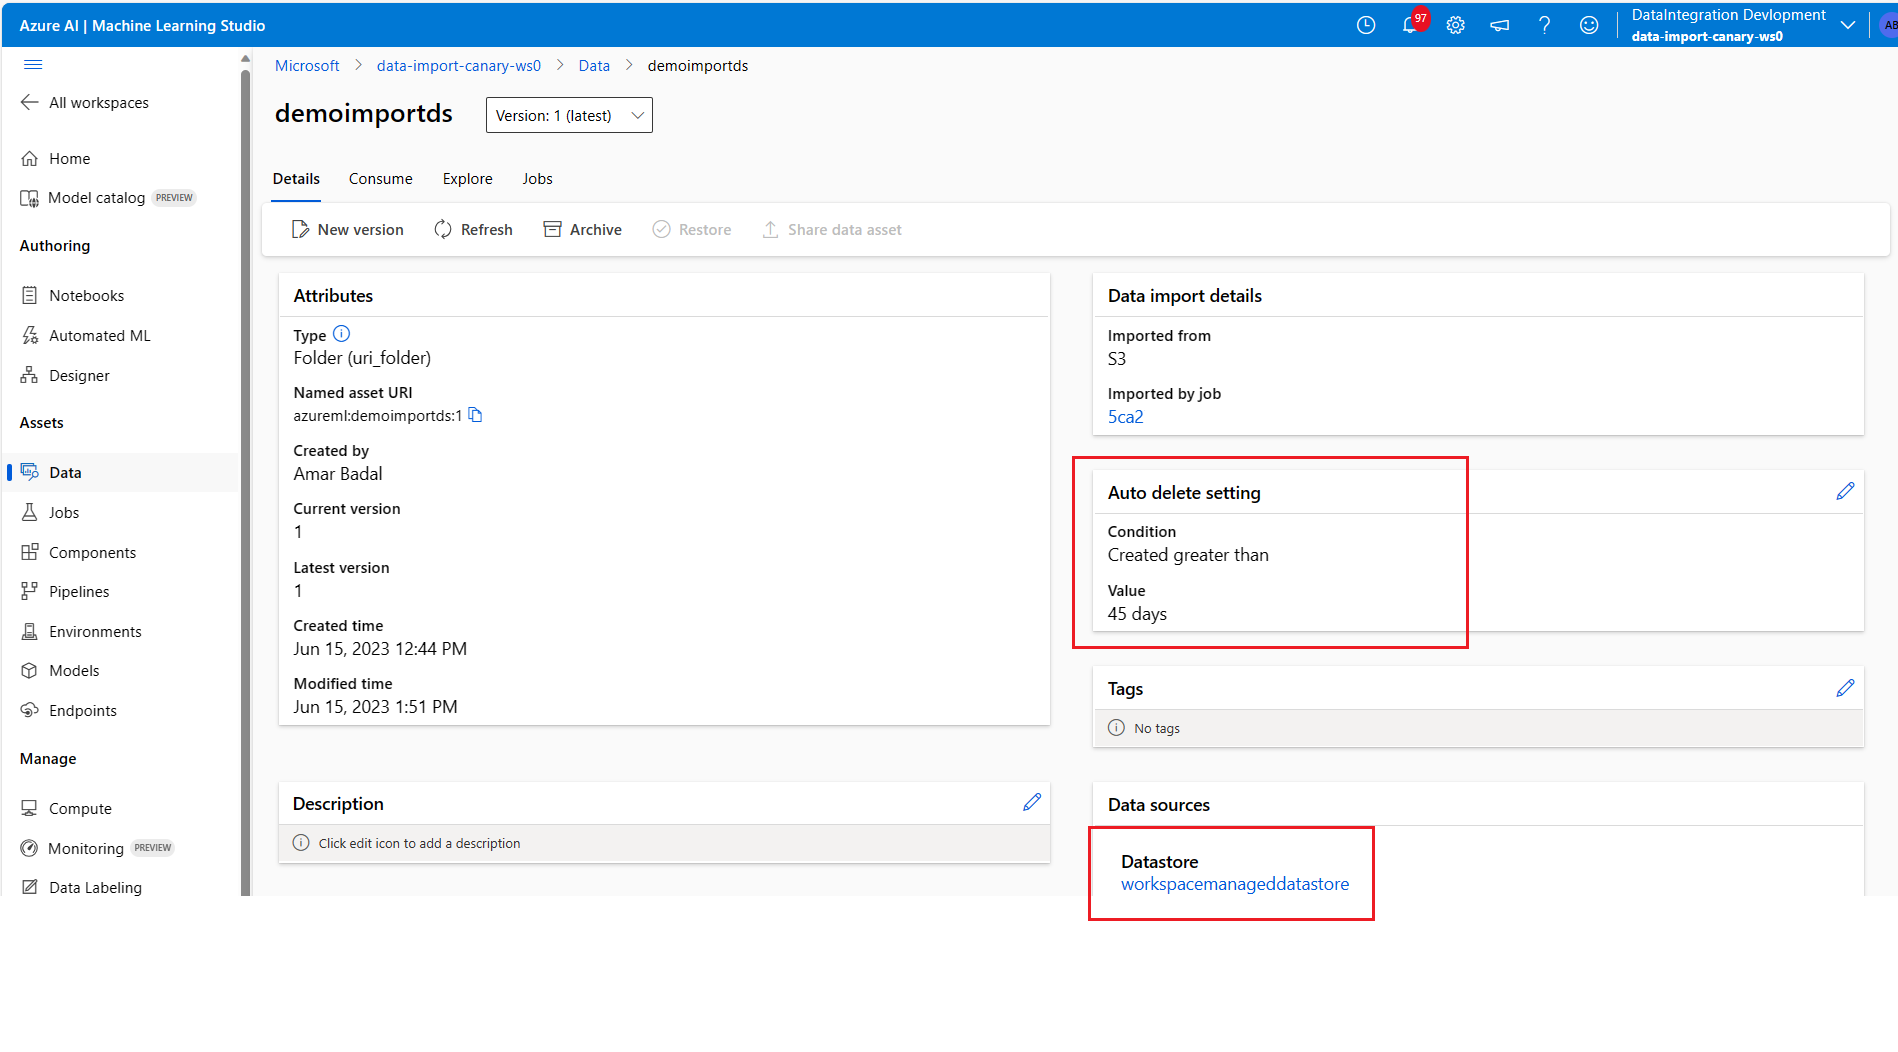 Azure AI | Machine Learning Studio
97
DataIntegration Devlopment
data-import-canary-ws0
AB
All workspaces
Home
Model catalog PREVIEW
Authoring
Notebooks
Automated ML
Designer
Assets
Data
Jobs
Components
Pipelines
Environments
Models
Endpoints
Manage
Compute
Monitoring PREVIEW
Data Labeling
Microsoft > data-import-canary-ws0 > Data > demoimportds
demoimportds
Version: 1 (latest)
Details Consume Explore Jobs
New version Refresh Archive Restore Share data asset
Attributes
Type
Folder (uri_folder)
Named asset URI
azureml:demoimportds:1
Created by
Amar Badal
Current version
1
Latest version
1
Created time
Jun 15, 2023 12:44 PM
Modified time
Jun 15, 2023 1:51 PM
Description
Click edit icon to add a description
Data import details
Imported from
S3
Imported by job
5ca2
Auto delete setting
Condition
Created greater than
Value
45 days
Tags
No tags
Data sources
Datastore
workspacemanageddatastore